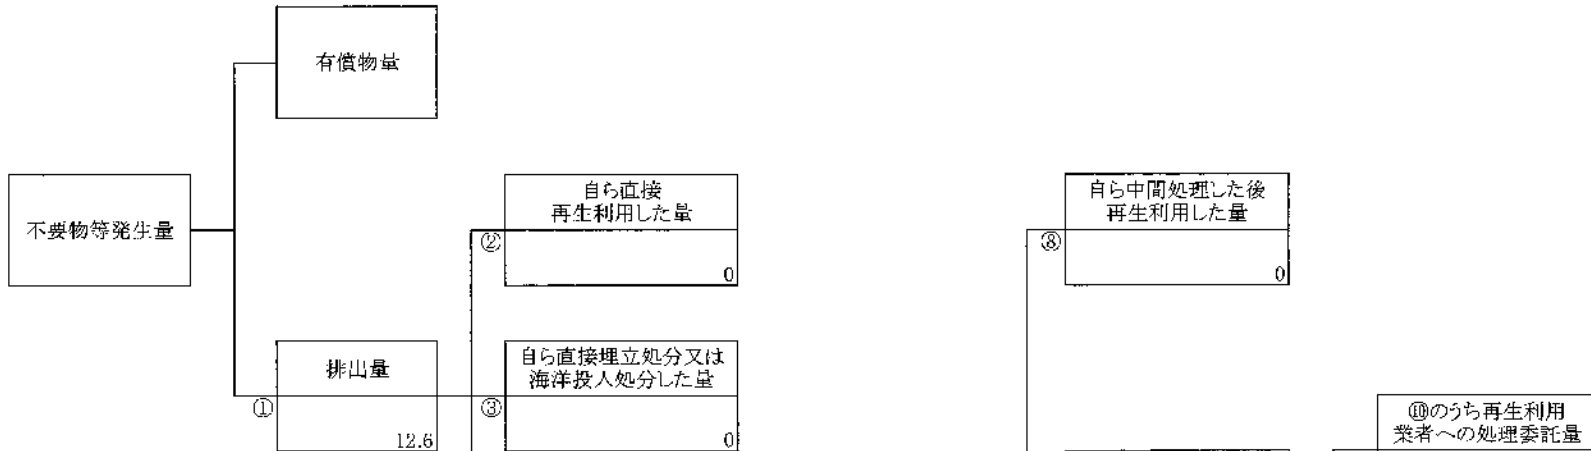 有償物量
不要物等発生量
自ら直接
再生利用した量
②
0
自ら中間処理した後
再生利用した量
⑧
0
排出量
①
12.6
自ら直接埋立処分又は
海洋投入処分した量
③
0
⑩のうち再生利用
業者への処理委託量